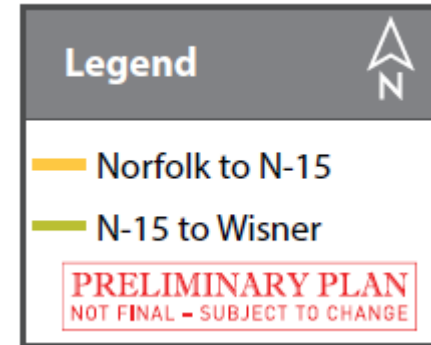 Legend
N
Norfolk to N-15
N-15 to Wisner
PRELIMINARY PLAN
NOT FINAL – SUBJECT TO CHANGE